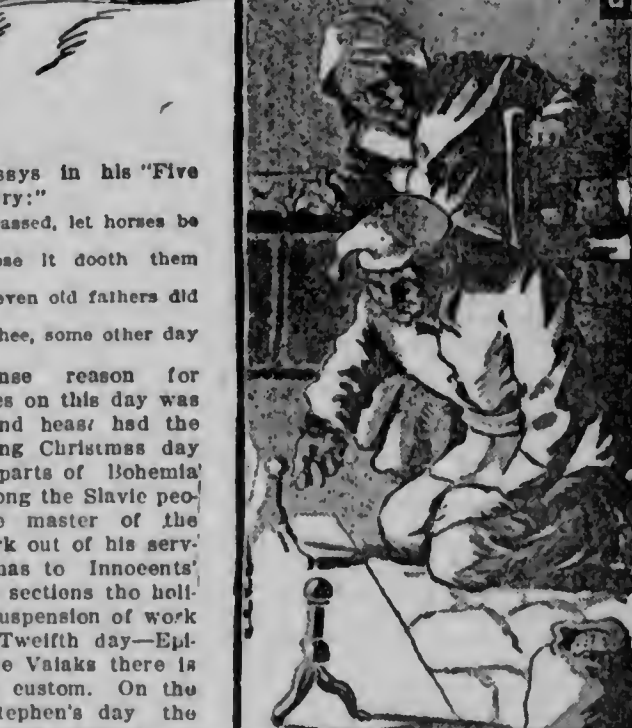 says in his "Five
ry:"
assed, let horses be
se it dooth them
even old fathers did
hee, some other day
nse reason for
es on this day was
nd beast had the
ng Christmas day
parts of Bohemia
ong the Slavic peo-
master of the
rk out of his serv-
mas to Innocents'
sections tho holi-
uspension of work
Twelfth day—Epi-
e Valaks there is
custom. On the
tephen's day the